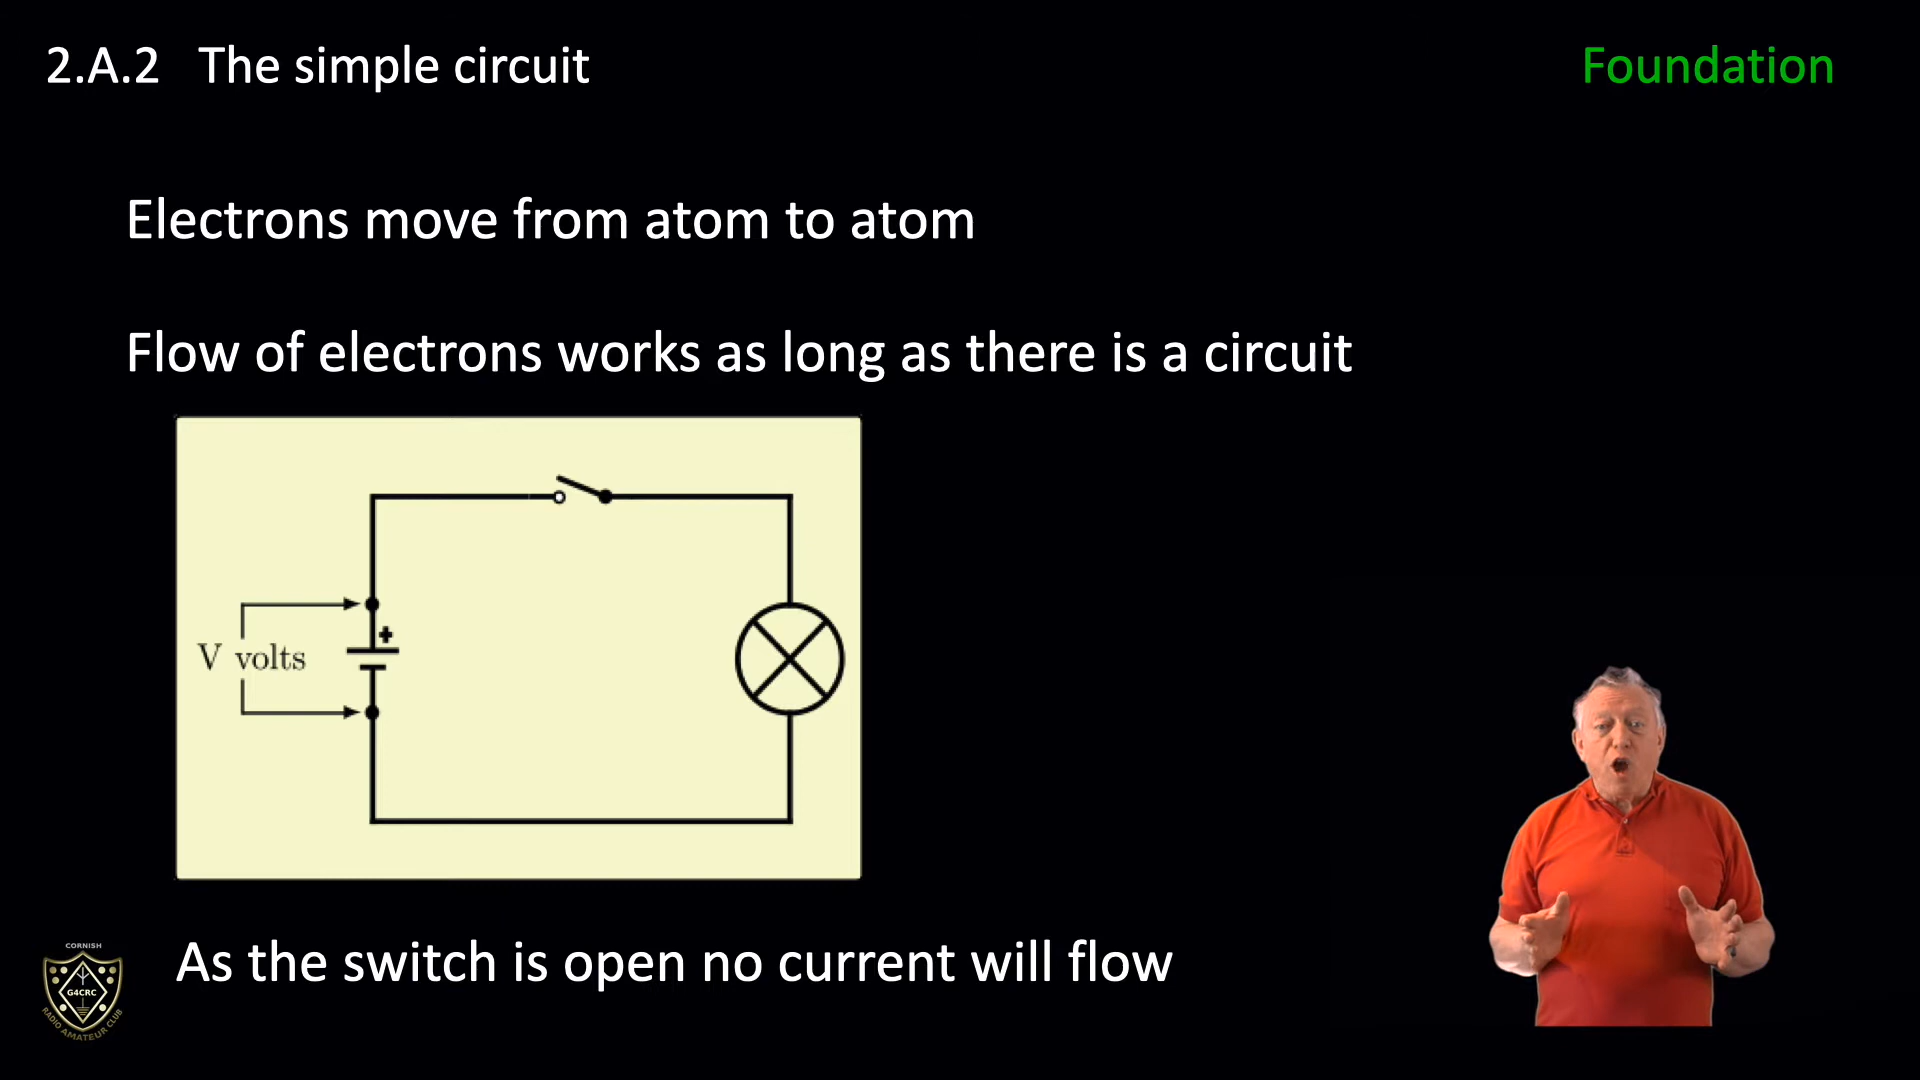 2.A.2 The simple circuit
Foundation
Electrons move from atom to atom
Flow of electrons works as long as there is a circuit
+
V volts
As the switch is open no current will flow
CORNISH
G4CRC
RADIO AMATEUR CLUB